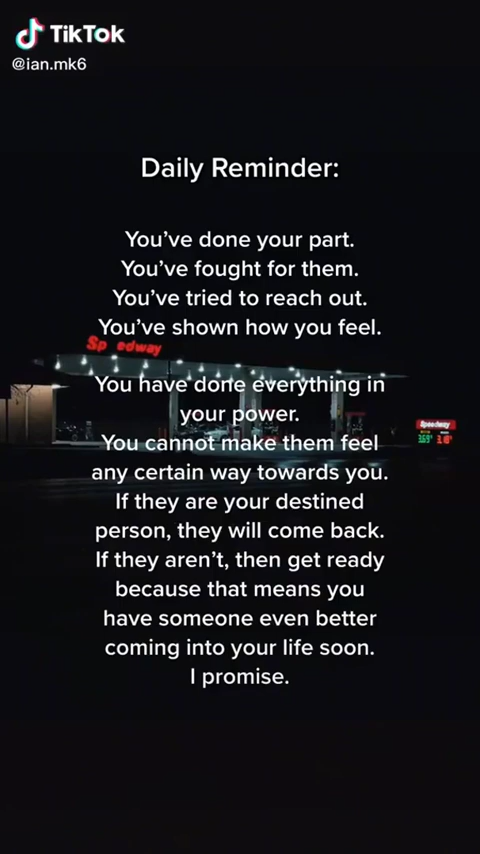 TikTok
@ian.mk6
Daily Reminder:
You’ve done your part.
You’ve fought for them.
You’ve tried to reach out.
You’ve shown how you feel.
Sp edway
You have done everything in
your power.
You cannot make them feel
any certain way towards you.
If they are your destined
person, they will come back.
If they aren’t, then get ready
because that means you
have someone even better
coming into your life soon.
I promise.
Speedway